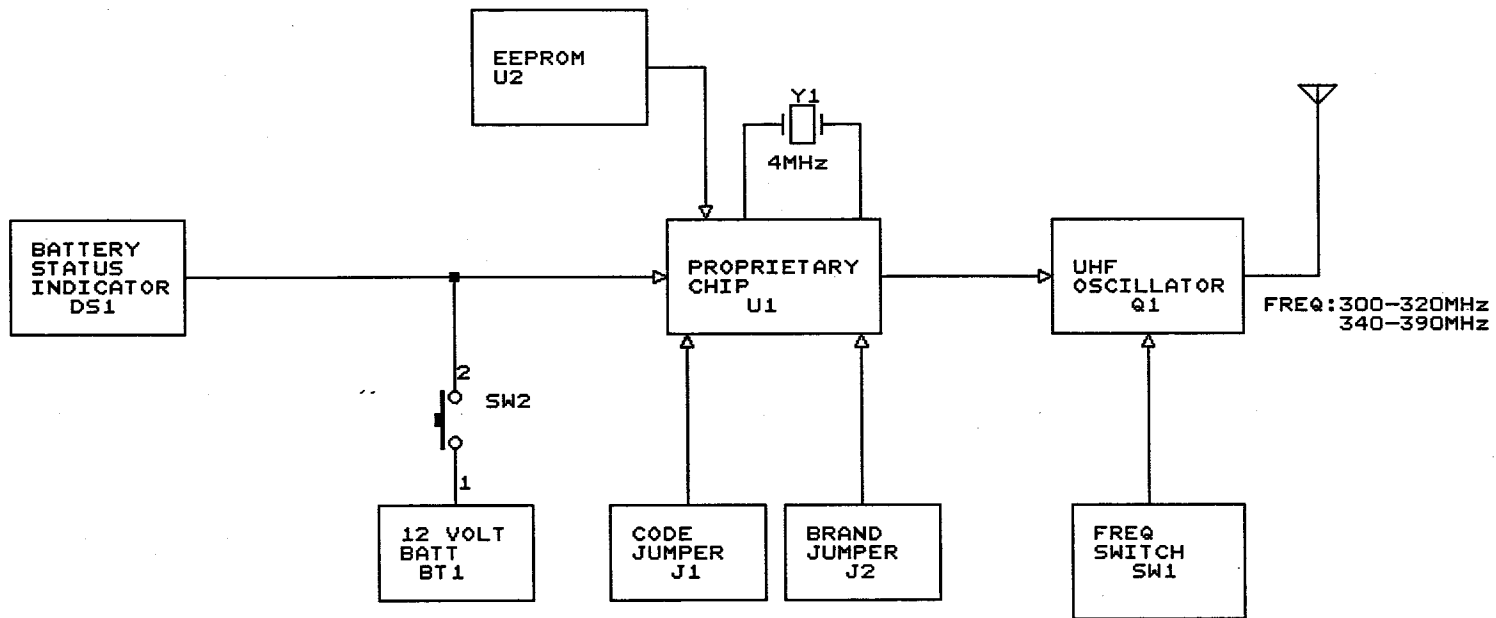 EEPROM
U2
Y1
4MHz
BATTERY
STATUS
INDICATOR
DS1
PROPRIETARY
CHIP
U1
UHF
OSCILLATOR
Q1
FREQ:300-320MHz
340-390MHz
2
SW2
1
12 VOLT
BATT
BT1
CODE
JUMPER
J1
BRAND
JUMPER
J2
FREQ
SWITCH
SW1